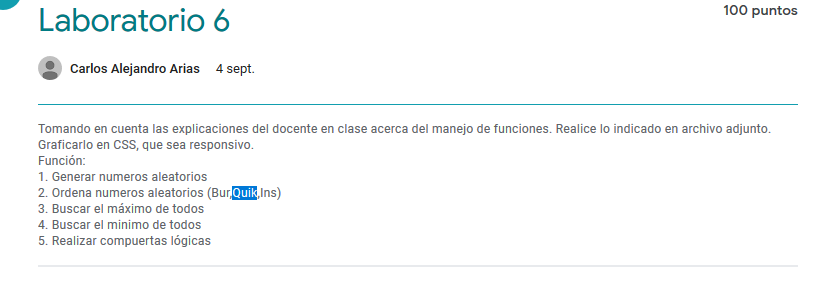 Laboratorio 6
100 puntos
Carlos Alejandro Arias 4 sept.
Tomando en cuenta las explicaciones del docente en clase acerca del manejo de funciones. Realice lo indicado en archivo adjunto.
Graficarlo en CSS, que sea responsivo.
Función:
1. Generar numeros aleatorios
2. Ordena numeros aleatorios (Bur,Quik,Ins)
3. Buscar el máximo de todos
4. Buscar el minimo de todos
5. Realizar compuertas lógicas